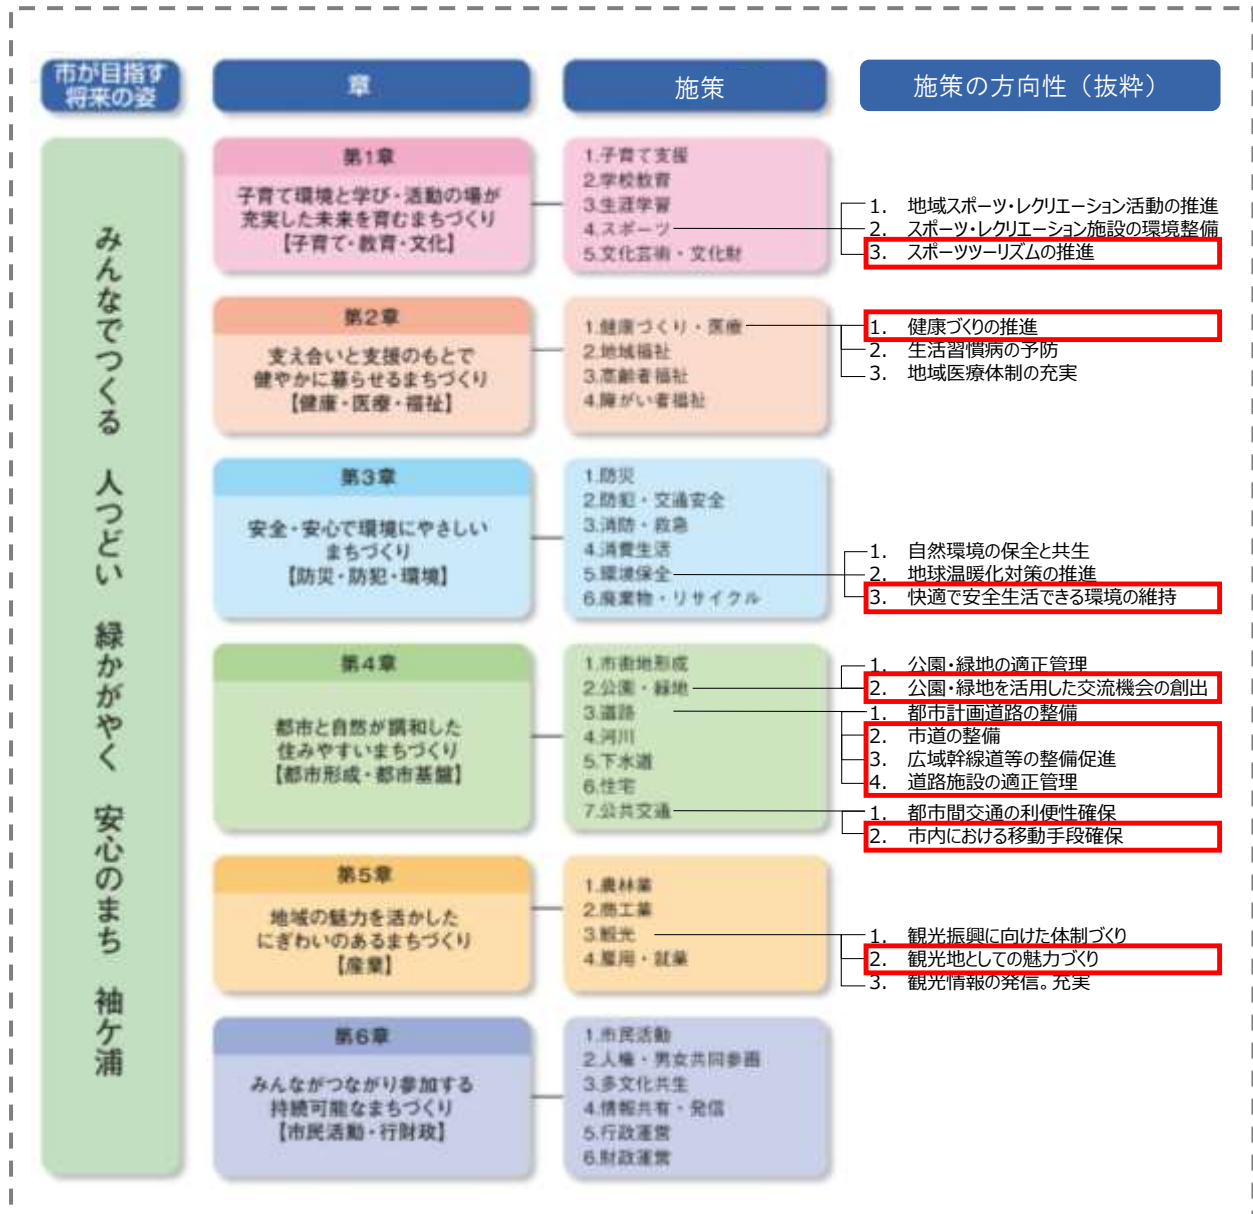 市が目指す
将来の姿
章
施策
施策の方向性（抜粋）
みんなでつくる 人つどい 緑かがやく 安心のまち 袖ケ浦
第1章
子育て環境と学び・活動の場が
充実した未来を育むまちづくり
【子育て・教育・文化】
1.子育て支援
2.学校教育
3.生涯学習
4.スポーツ
5.文化芸術・文化財
1. 地域スポーツ・レクリエーション活動の推進
2. スポーツ・レクリエーション施設の環境整備
3. スポーツツーリズムの推進
第2章
支え合いと支援のもとで
健やかに暮らせるまちづくり
【健康・医療・福祉】
1.健康づくり・医療
2.地域福祉
3.高齢者福祉
4.障がい者福祉
1. 健康づくりの推進
2. 生活習慣病の予防
3. 地域医療体制の充実
第3章
安全・安心で環境にやさしい
まちづくり
【防災・防犯・環境】
1.防災
2.防犯・交通安全
3.消防・救急
4.消費生活
5.環境保全
6.廃棄物・リサイクル
1. 自然環境の保全と共生
2. 地球温暖化対策の推進
3. 快適で安全生活できる環境の維持
第4章
都市と自然が調和した
住みやすいまちづくり
【都市形成・都市基盤】
1.市街地形成
2.公園・緑地
3.道路
4.河川
5.下水道
6.住宅
7.公共交通
1. 公園・緑地の適正管理
2. 公園・緑地を活用した交流機会の創出
1. 都市計画道路の整備
2. 市道の整備
3. 広域幹線道等の整備促進
4. 道路施設の適正管理
1. 都市間交通の利便性確保
2. 市内における移動手段確保
第5章
地域の魅力を活かした
にぎわいのあるまちづくり
【産業】
1.農林業
2.商工業
3.観光
4.雇用・就業
1. 観光振興に向けた体制づくり
2. 観光地としての魅力づくり
3. 観光情報の発信。充実
第6章
みんながつながり参加する
持続可能なまちづくり
【市民活動・行財政】
1.市民活動
2.人権・男女共同参画
3.多文化共生
4.情報共有・発信
5.行政運営
6.財政運営